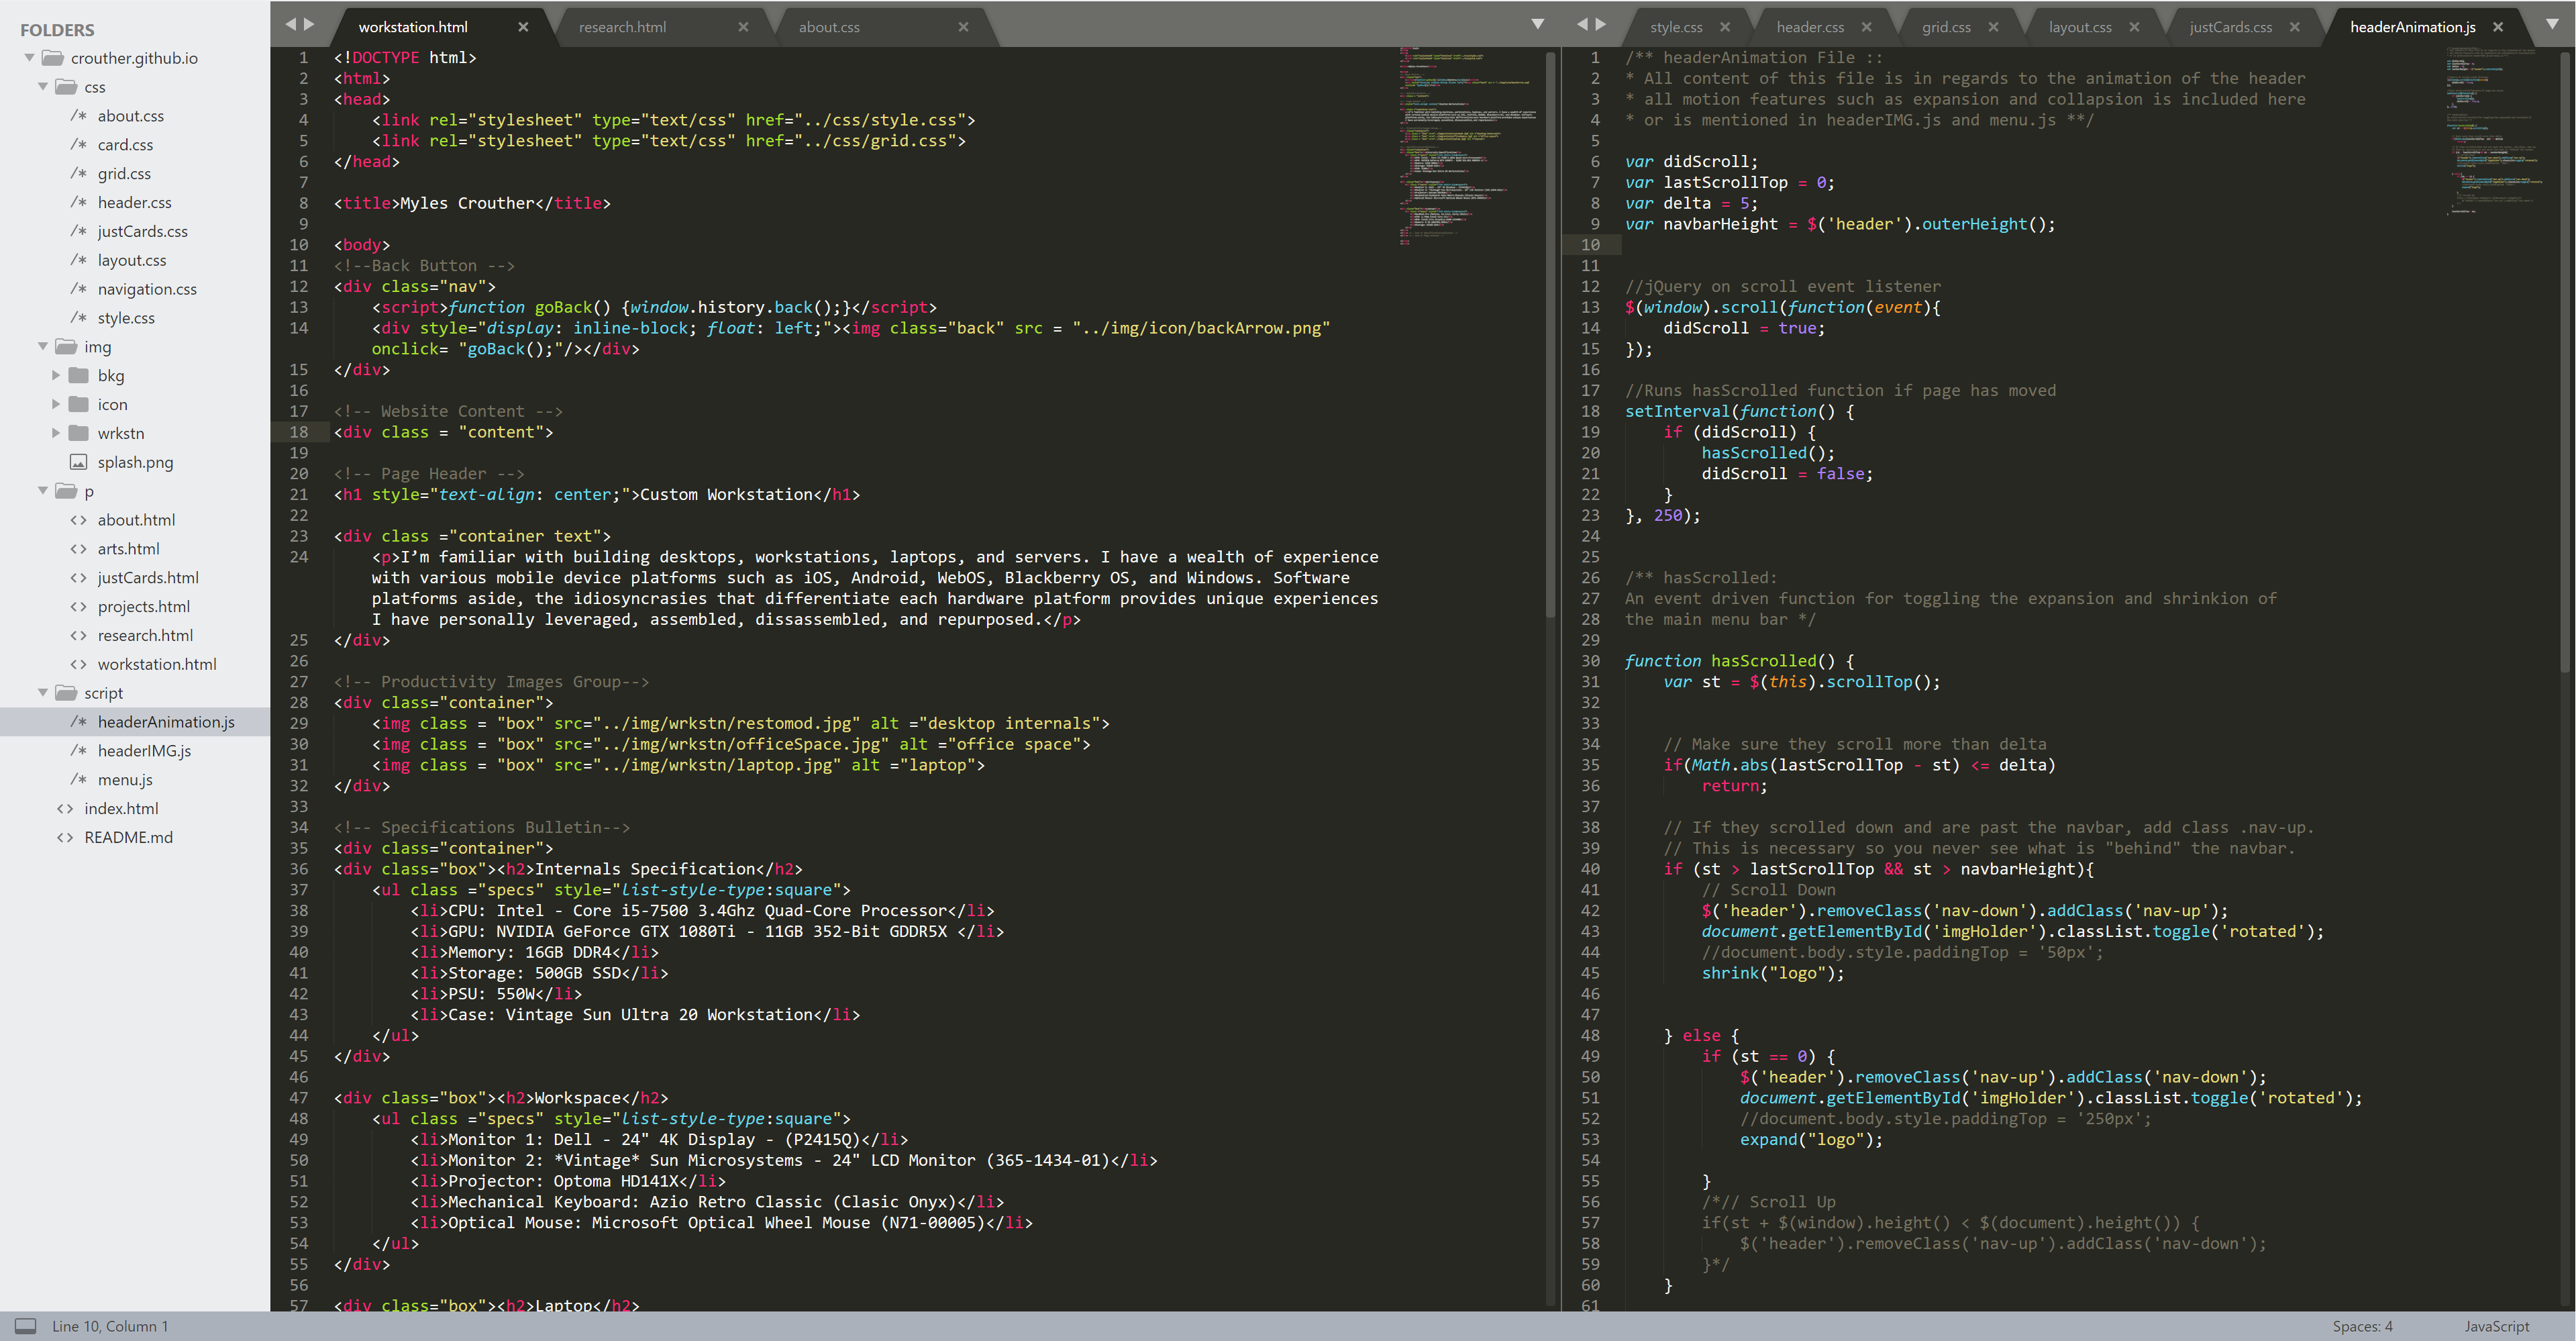 FOLDERS
crouther.github.io
css
/* about.css
/* card.css
/* grid.css
/* header.css
/* justCards.css
/* layout.css
/* navigation.css
/* style.css
img
bkg
icon
wrkstn
splash.png
p
<> about.html
<> arts.html
<> justCards.html
<> projects.html
<> research.html
<> workstation.html
script
/* headerAnimation.js
/* headerIMG.js
/* menu.js
<> index.html
<> README.md
workstation.html × research.html × about.css ×
1 <!DOCTYPE html>
2 <html>
3 <head>
4 <link rel="stylesheet" type="text/css" href="../css/style.css">
5 <link rel="stylesheet" type="text/css" href="../css/grid.css">
6 </head>
7
8 <title>Myles Crouther</title>
9
10 <body>
11 <!--Back Button -->
12 <div class="nav">
13 <script>function goBack() {window.history.back();}</script>
14 <div style="display: inline-block; float: left;"><img class="back" src = "../img/icon/backArrow.png"
onclick= "goBack();"/></div>
15 </div>
16
17 <!-- Website Content -->
18 <div class = "content">
19
20 <!-- Page Header -->
21 <h1 style="text-align: center;">Custom Workstation</h1>
22
23 <div class ="container text">
24 <p>I’m familiar with building desktops, workstations, laptops, and servers. I have a wealth of experience
with various mobile device platforms such as iOS, Android, WebOS, Blackberry OS, and Windows. Software
platforms aside, the idiosyncrasies that differentiate each hardware platform provides unique experiences
I have personally leveraged, assembled, dissassembled, and repurposed.</p>
25 </div>
26
27 <!-- Productivity Images Group-->
28 <div class="container">
29 <img class = "box" src="../img/wrkstn/restomod.jpg" alt ="desktop internals">
30 <img class = "box" src="../img/wrkstn/officeSpace.jpg" alt ="office space">
31 <img class = "box" src="../img/wrkstn/laptop.jpg" alt ="laptop">
32 </div>
33
34 <!-- Specifications Bulletin-->
35 <div class="container">
36 <div class="box"><h2>Internals Specification</h2>
37 <ul class ="specs" style="list-style-type:square">
38 <li>CPU: Intel - Core i5-7500 3.4Ghz Quad-Core Processor</li>
39 <li>GPU: NVIDIA GeForce GTX 1080Ti - 11GB 352-Bit GDDR5X </li>
40 <li>Memory: 16GB DDR4</li>
41 <li>Storage: 500GB SSD</li>
42 <li>PSU: 550W</li>
43 <li>Case: Vintage Sun Ultra 20 Workstation</li>
44 </ul>
45 </div>
46
47 <div class="box"><h2>Workspace</h2>
48 <ul class ="specs" style="list-style-type:square">
49 <li>Monitor 1: Dell - 24" 4K Display - (P2415Q)</li>
50 <li>Monitor 2: *Vintage* Sun Microsystems - 24" LCD Monitor (365-1434-01)</li>
51 <li>Projector: Optoma HD141X</li>
52 <li>Mechanical Keyboard: Azio Retro Classic (Clasic Onyx)</li>
53 <li>Optical Mouse: Microsoft Optical Wheel Mouse (N71-00005)</li>
54 </ul>
55 </div>
56
57 <div class="box"><h2>Laptop</h2>
style.css × header.css × grid.css × layout.css × justCards.css × headerAnimation.js ×
1 /** headerAnimation File ::
2 * All content of this file is in regards to the animation of the header
3 * all motion features such as expansion and collapsion is included here
4 * or is mentioned in headerIMG.js and menu.js **/
5
6 var didScroll;
7 var lastScrollTop = 0;
8 var delta = 5;
9 var navbarHeight = $('header').outerHeight();
10
11
12 //jQuery on scroll event listener
13 $(window).scroll(function(event){
14 didScroll = true;
15 });
16
17 //Runs hasScrolled function if page has moved
18 setInterval(function() {
19 if (didScroll) {
20 hasScrolled();
21 didScroll = false;
22 }
23 }, 250);
24
25
26 /** hasScrolled:
27 An event driven function for toggling the expansion and shrinkion of
28 the main menu bar */
29
30 function hasScrolled() {
31 var st = $(this).scrollTop();
32
33
34 // Make sure they scroll more than delta
35 if(Math.abs(lastScrollTop - st) <= delta)
36 return;
37
38 // If they scrolled down and are past the navbar, add class .nav-up.
39 // This is necessary so you never see what is "behind" the navbar.
40 if (st > lastScrollTop && st > navbarHeight){
41 // Scroll Down
42 $('header').removeClass('nav-down').addClass('nav-up');
43 document.getElementById('imgHolder').classList.toggle('rotated');
44 //document.body.style.paddingTop = '50px';
45 shrink("logo");
46
47
48 } else {
49 if (st == 0) {
50 $('header').removeClass('nav-up').addClass('nav-down');
51 document.getElementById('imgHolder').classList.toggle('rotated');
52 //document.body.style.paddingTop = '250px';
53 expand("logo");
54
55 }
56 /*// Scroll Up
57 if(st + $(window).height() < $(document).height()) {
58 $('header').removeClass('nav-up').addClass('nav-down');
59 }*/
60 }
61
Line 10, Column 1
Spaces: 4 JavaScript